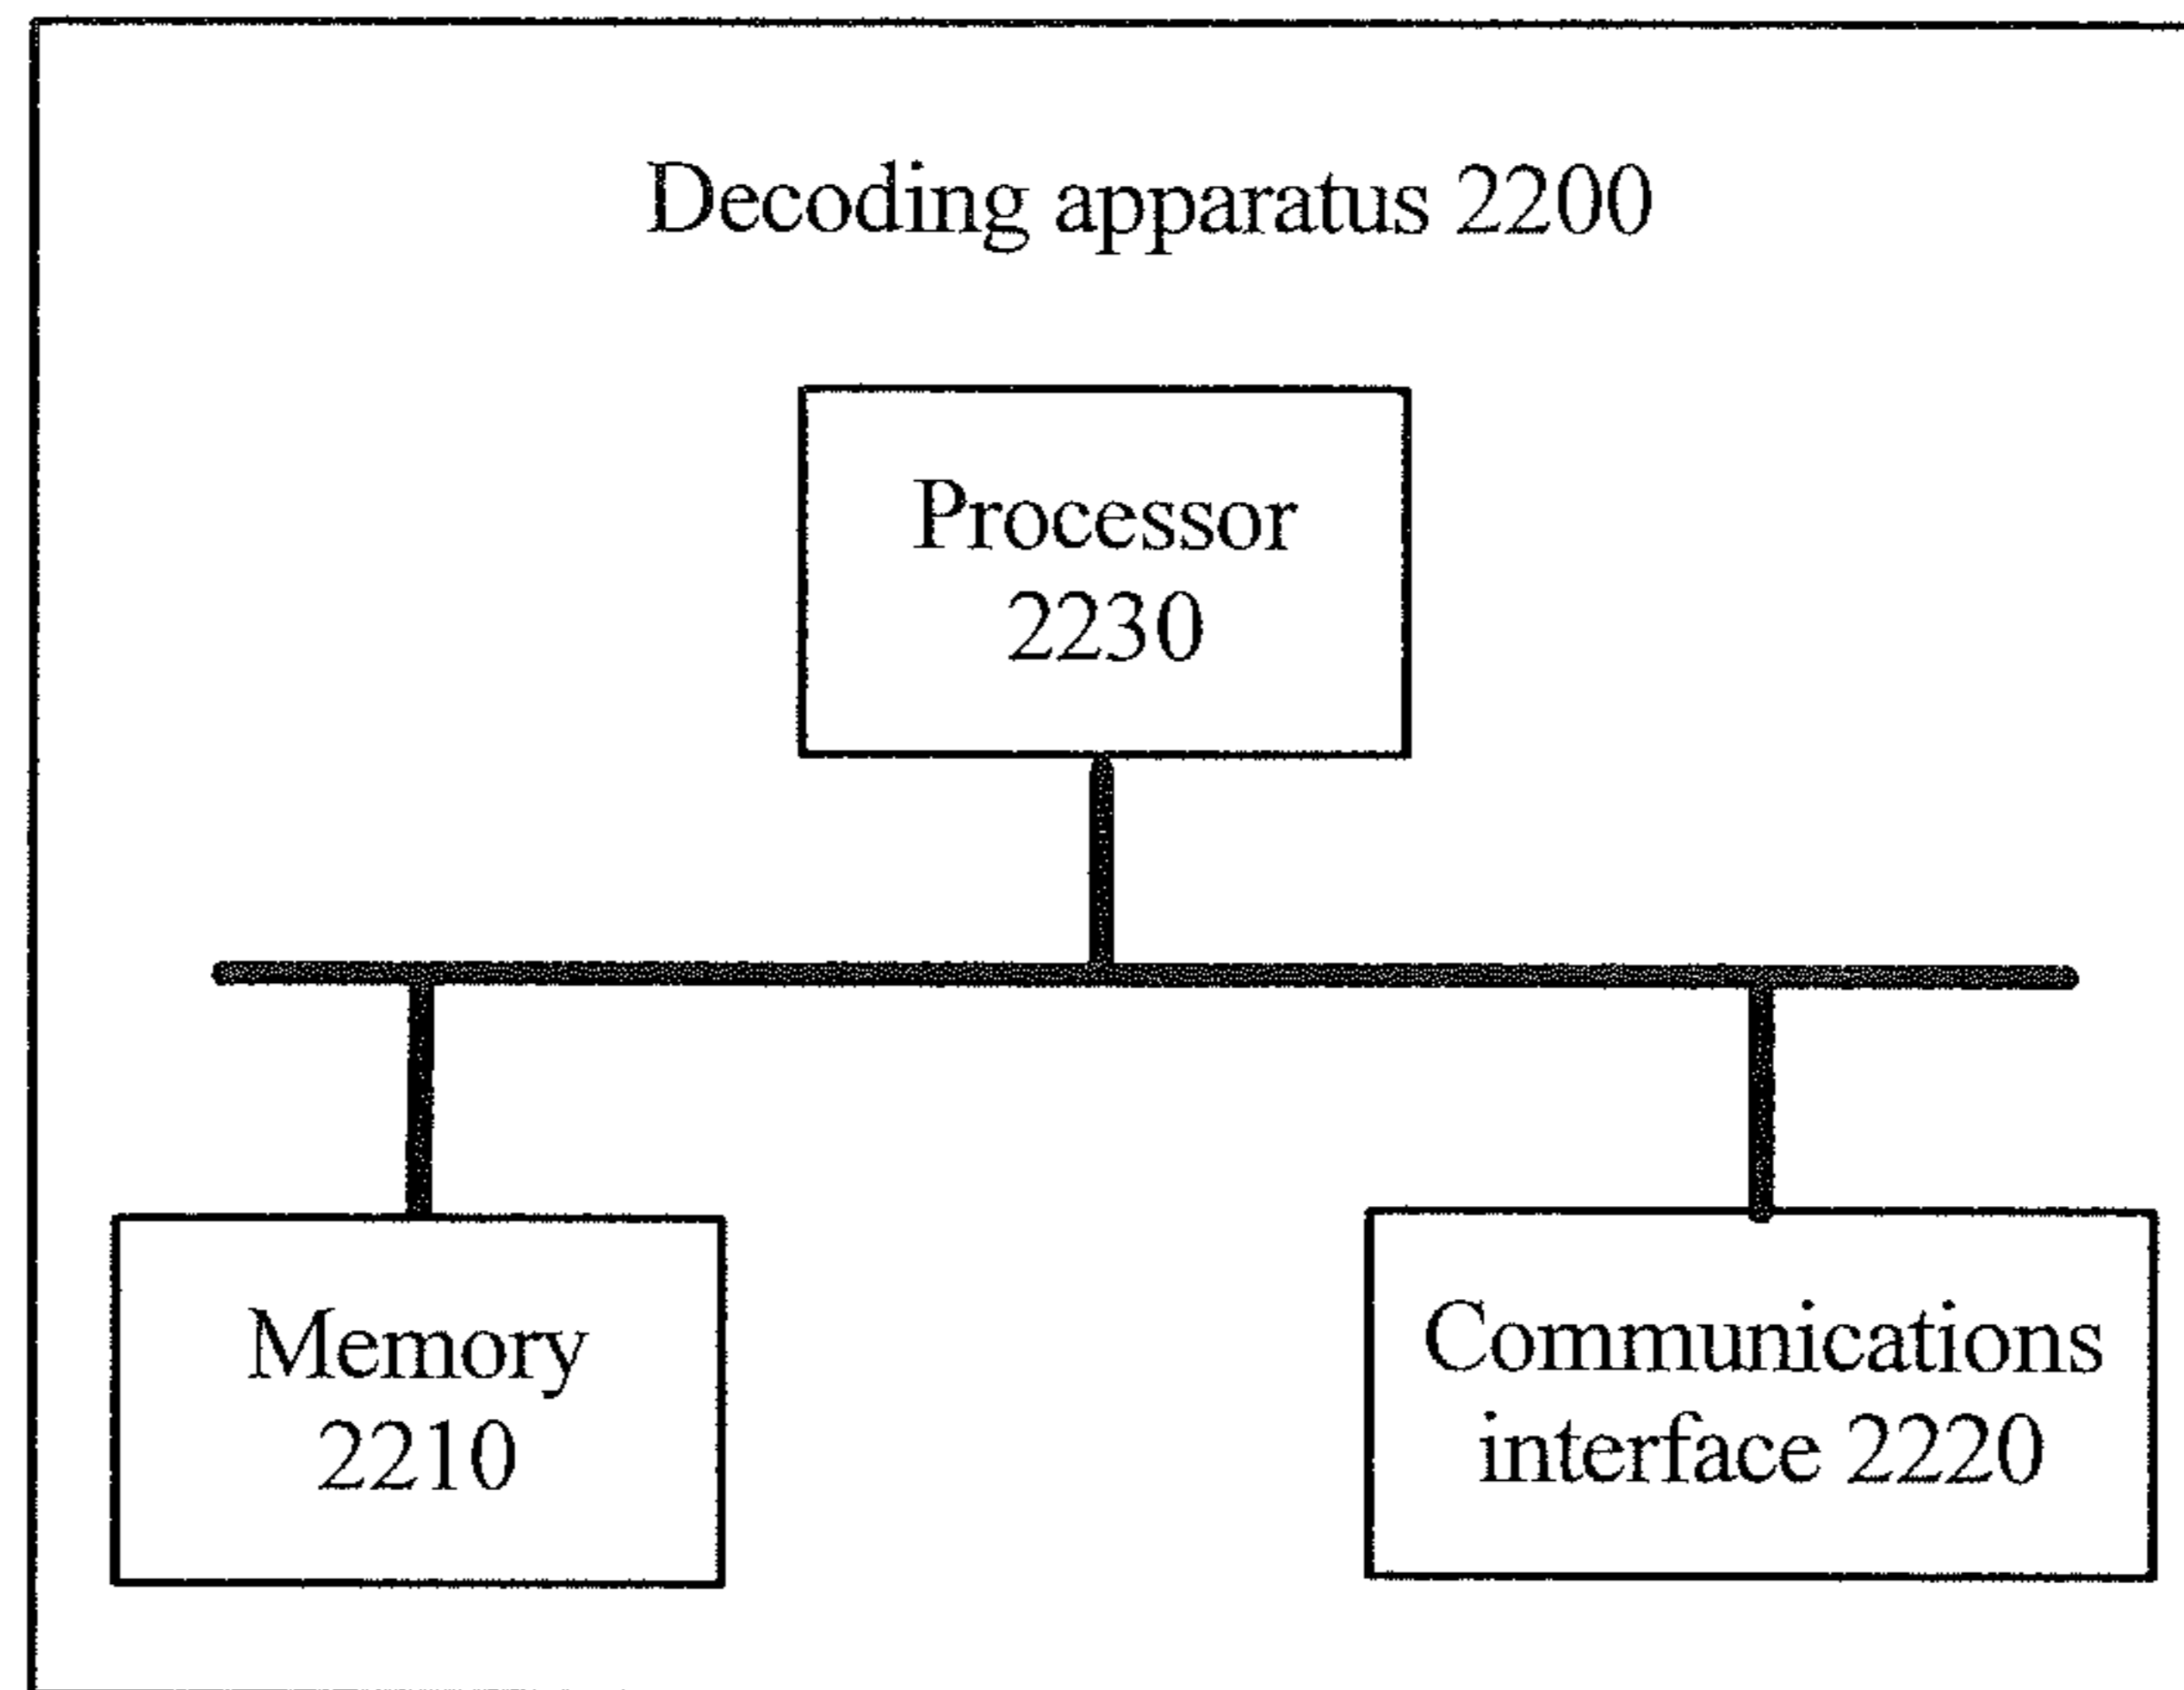 Decoding apparatus 2200
Processor
2230
Memory
2210
Communications
interface 2220